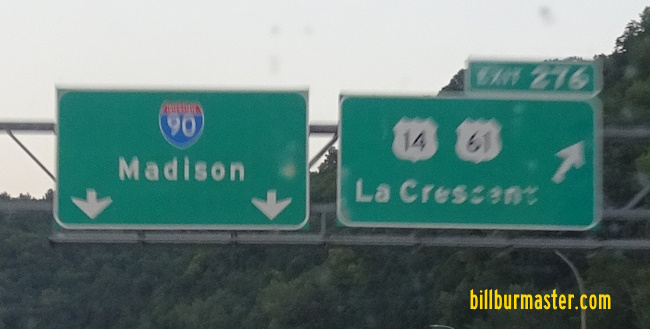 INTERSTATE
90
Madison
EXIT 276
14 61
La Crescent
billburmaster.com